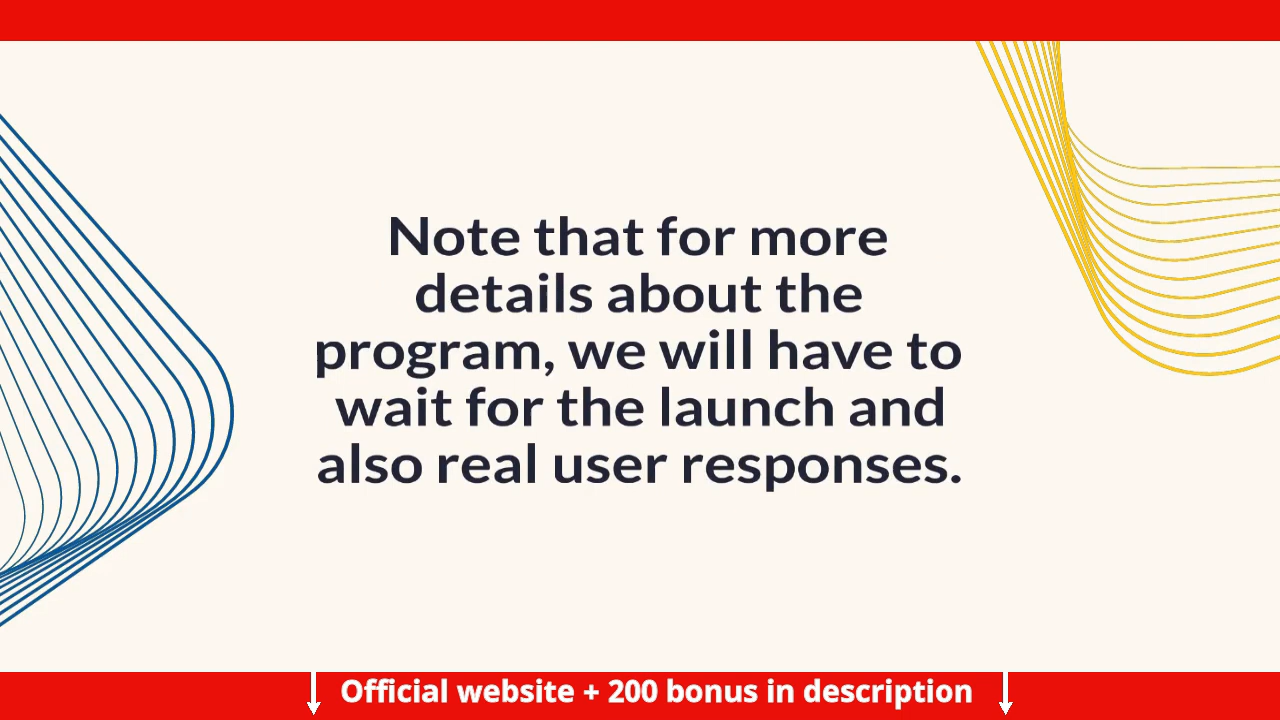 Note that for more
details about the
program, we will have to
wait for the launch and
also real user responses.
Official website + 200 bonus in description